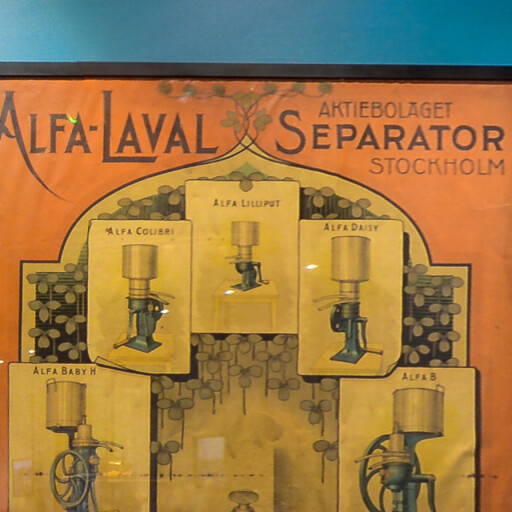 ALFA-LAVAL
AKTIEBOLAGET
SEPARATOR
STOCKHOLM
ALFA LILLIPUT
ALFA COLIBRI
ALFA DAISY
ALFA BABY H
ALFA B